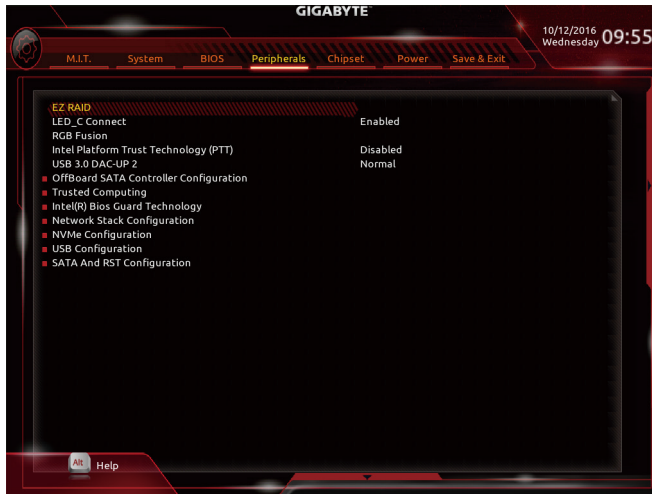 GIGABYTE
10/12/2016
Wednesday 09:55
M.I.T. System BIOS Peripherals Chipset Power Save & Exit
EZ RAID
LED_C Connect Enabled
RGB Fusion
Intel Platform Trust Technology (PTT) Disabled
USB 3.0 DAC-UP 2 Normal
OffBoard SATA Controller Configuration
Trusted Computing
Intel(R) Bios Guard Technology
Network Stack Configuration
NVMe Configuration
USB Configuration
SATA And RST Configuration
Alt Help